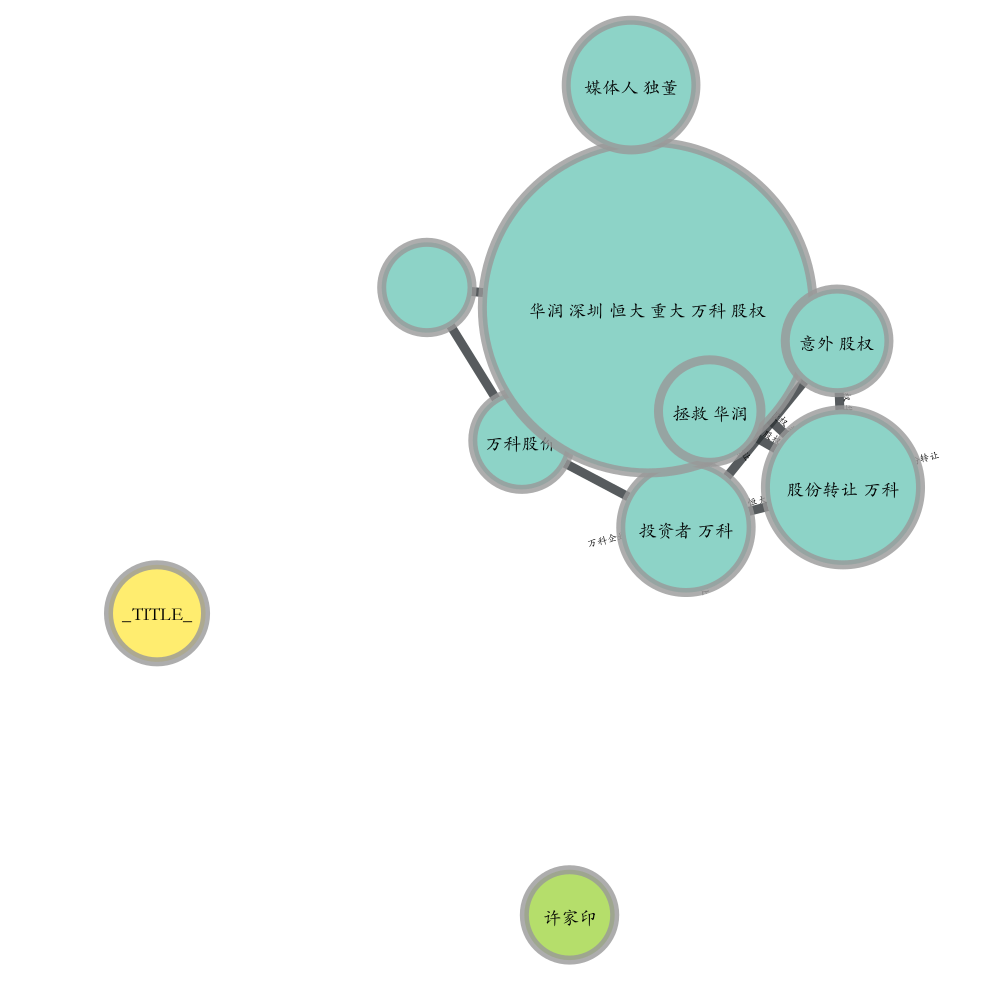 媒体人 独董
华润 深圳 恒大 重大 万科 股权
意外 股权
拯救 华润
万科股份
转让
股份转让 万科
投资者 万科
万科企
_TITLE_
许家印